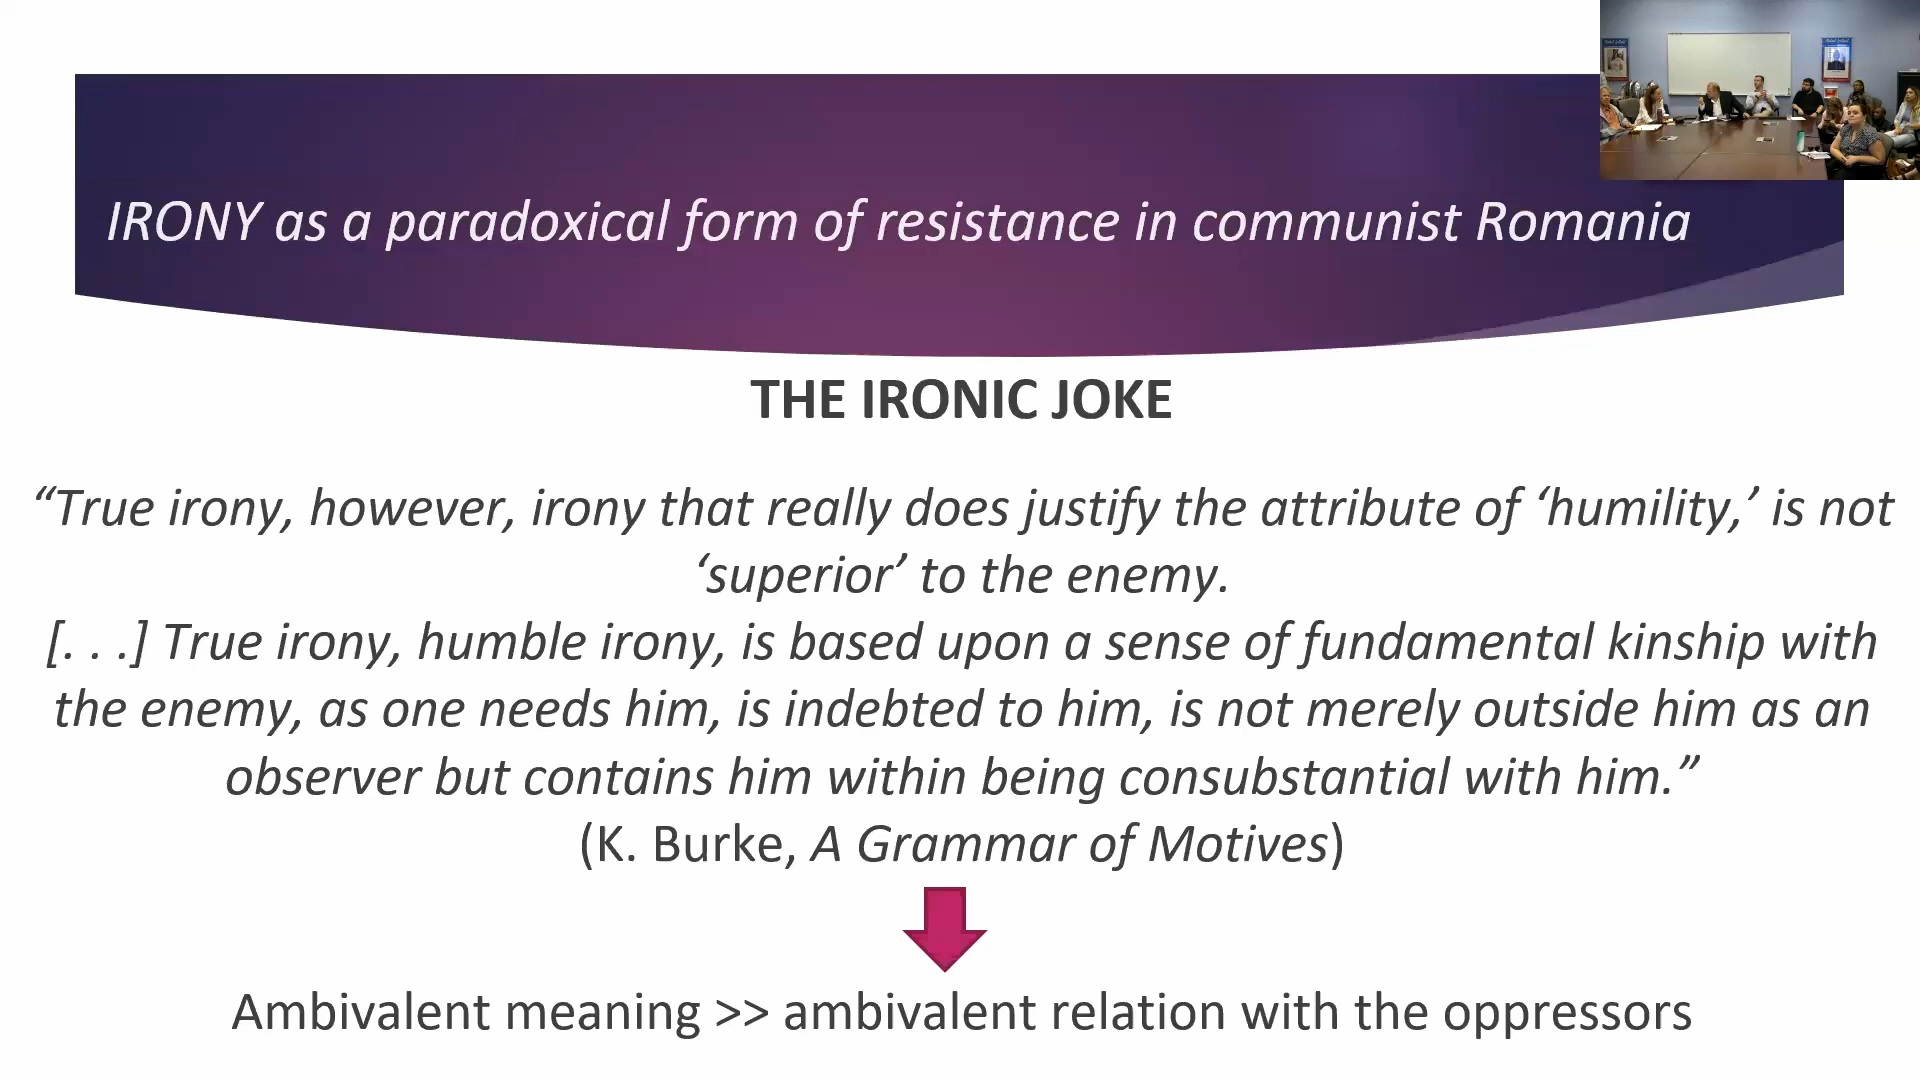 IRONY as a paradoxical form of resistance in communist Romania
THE IRONIC JOKE
“True irony, however, irony that really does justify the attribute of ‘humility,’ is not
‘superior’ to the enemy.
[. . .] True irony, humble irony, is based upon a sense of fundamental kinship with
the enemy, as one needs him, is indebted to him, is not merely outside him as an
observer but contains him within being consubstantial with him.”
(K. Burke, A Grammar of Motives)
Ambivalent meaning >> ambivalent relation with the oppressors